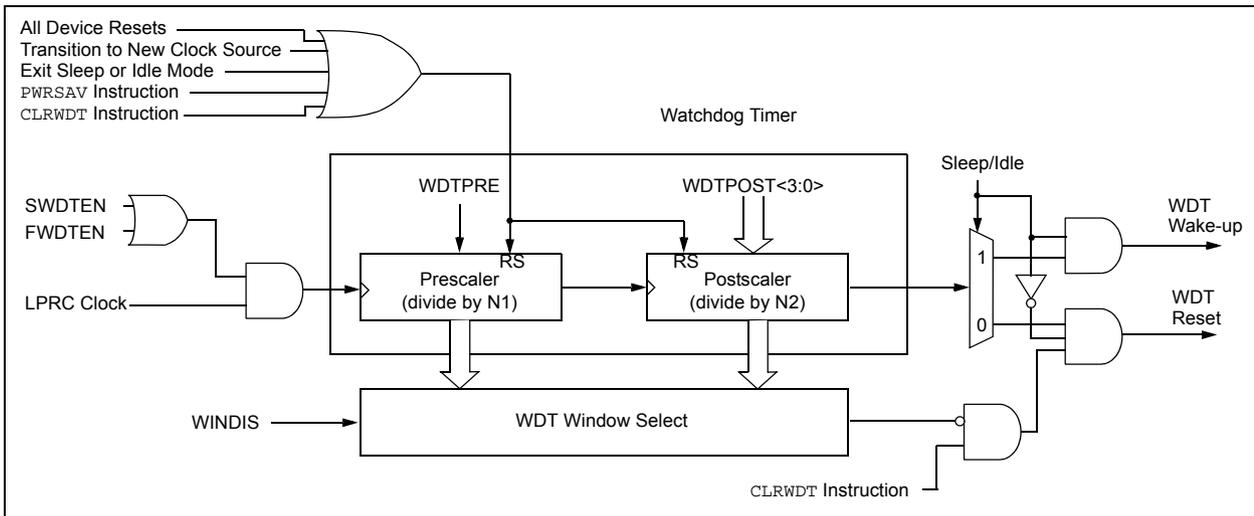 All Device Resets
Transition to New Clock Source
Exit Sleep or Idle Mode
PWRSAV Instruction
CLRWDT Instruction
Watchdog Timer
Sleep/Idle
WDTPRE
WDTPOST<3:0>
SWDTEN
FWDTEN
WDT
Wake-up
RS
RS
Prescaler
(divide by N1)
Postscaler
(divide by N2)
1
LPRC Clock
0
WDT
Reset
WINDIS
WDT Window Select
CLRWDT Instruction